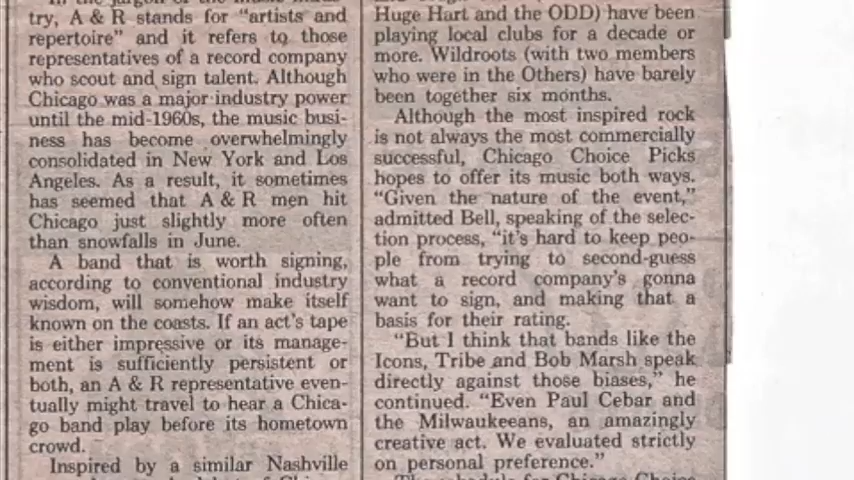 try, A & R stands for "artists and
repertoire" and it refers to those
representatives of a record company
who scout and sign talent. Although
Chicago was a major industry power
until the mid-1960s, the music busi-
ness has become overwhelmingly
consolidated in New York and Los
Angeles. As a result, it sometimes
has seemed that A & R men hit
Chicago just slightly more often
than snowfalls in June.
A band that is worth signing,
according to conventional industry
wisdom, will somehow make itself
known on the coasts. If an act's tape
is either impressive or its manage-
ment is sufficiently persistent or
both, an A & R representative even-
tually might travel to hear a Chica-
go band play before its hometown
crowd.
Inspired by a similar Nashville
Huge Hart and the ODD) have been
playing local clubs for a decade or
more. Wildroots (with two members
who were in the Others) have barely
been together six months.
Although the most inspired rock
is not always the most commercially
successful, Chicago Choice Picks
hopes to offer its music both ways.
"Given the nature of the event,"
admitted Bell, speaking of the selec-
tion process, "it's hard to keep peo-
ple from trying to second-guess
what a record company's gonna
want to sign, and making that a
basis for their rating.
"But I think that bands like the
Icons, Tribe and Bob Marsh speak
directly against those biases," he
continued. "Even Paul Cebar and
the Milwaukeeans, an amazingly
creative act. We evaluated strictly
on personal preference."